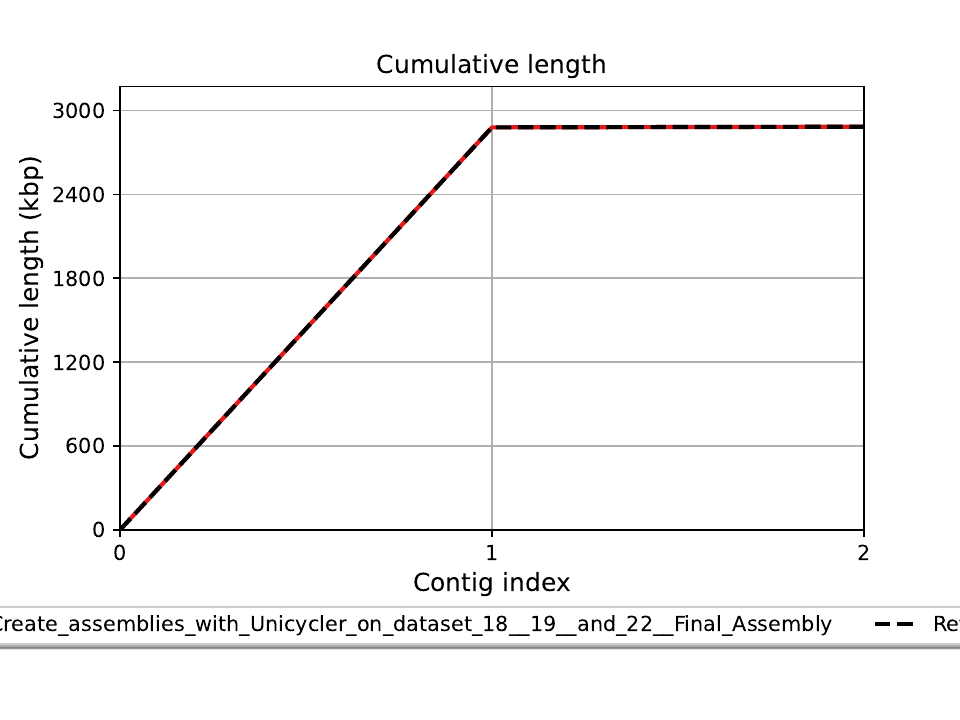 Cumulative length
3000
2400
1800
1200
600
0
Cumulative length (kbp)
0 1 2
Contig index
Create_assemblies_with_Unicycler_on_dataset_18__19__and_22__Final_Assembly